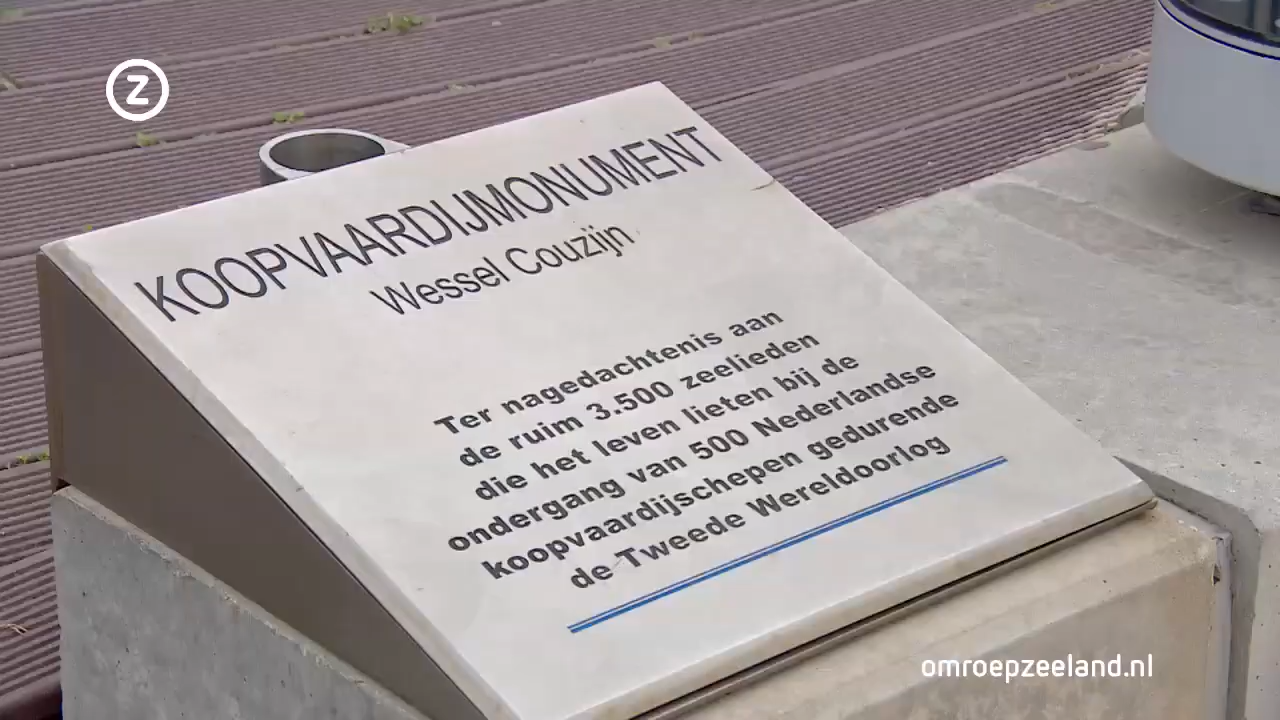 Z
KOOPVAARDIJMONUMENT
Wessel Couzijn
Ter nagedachtenis aan
de ruim 3.500 zeelieden
die het leven lieten bij de
ondergang van 500 Nederlandse
koopvaardijschepen gedurende
de Tweede Wereldoorlog
omroepzeeland.nl